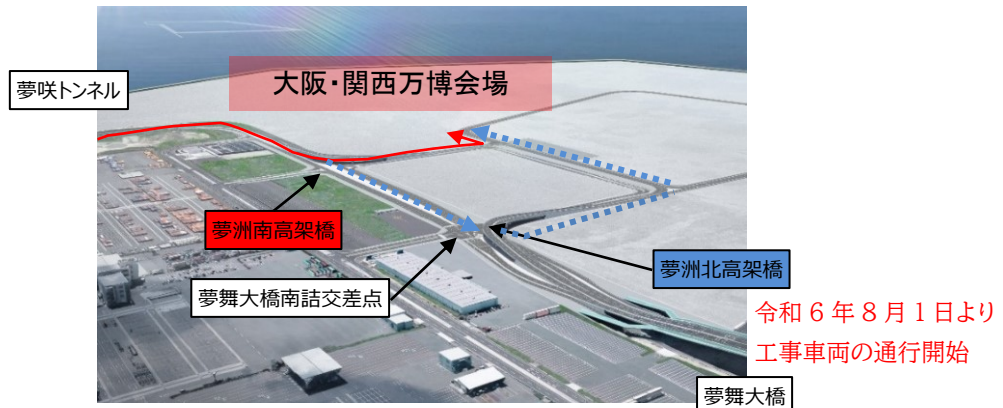 大阪・関西万博会場
夢咲トンネル
夢洲南高架橋
夢洲北高架橋
夢舞大橋南詰交差点
令和6年8月1日より
工事車両の通行開始
夢舞大橋